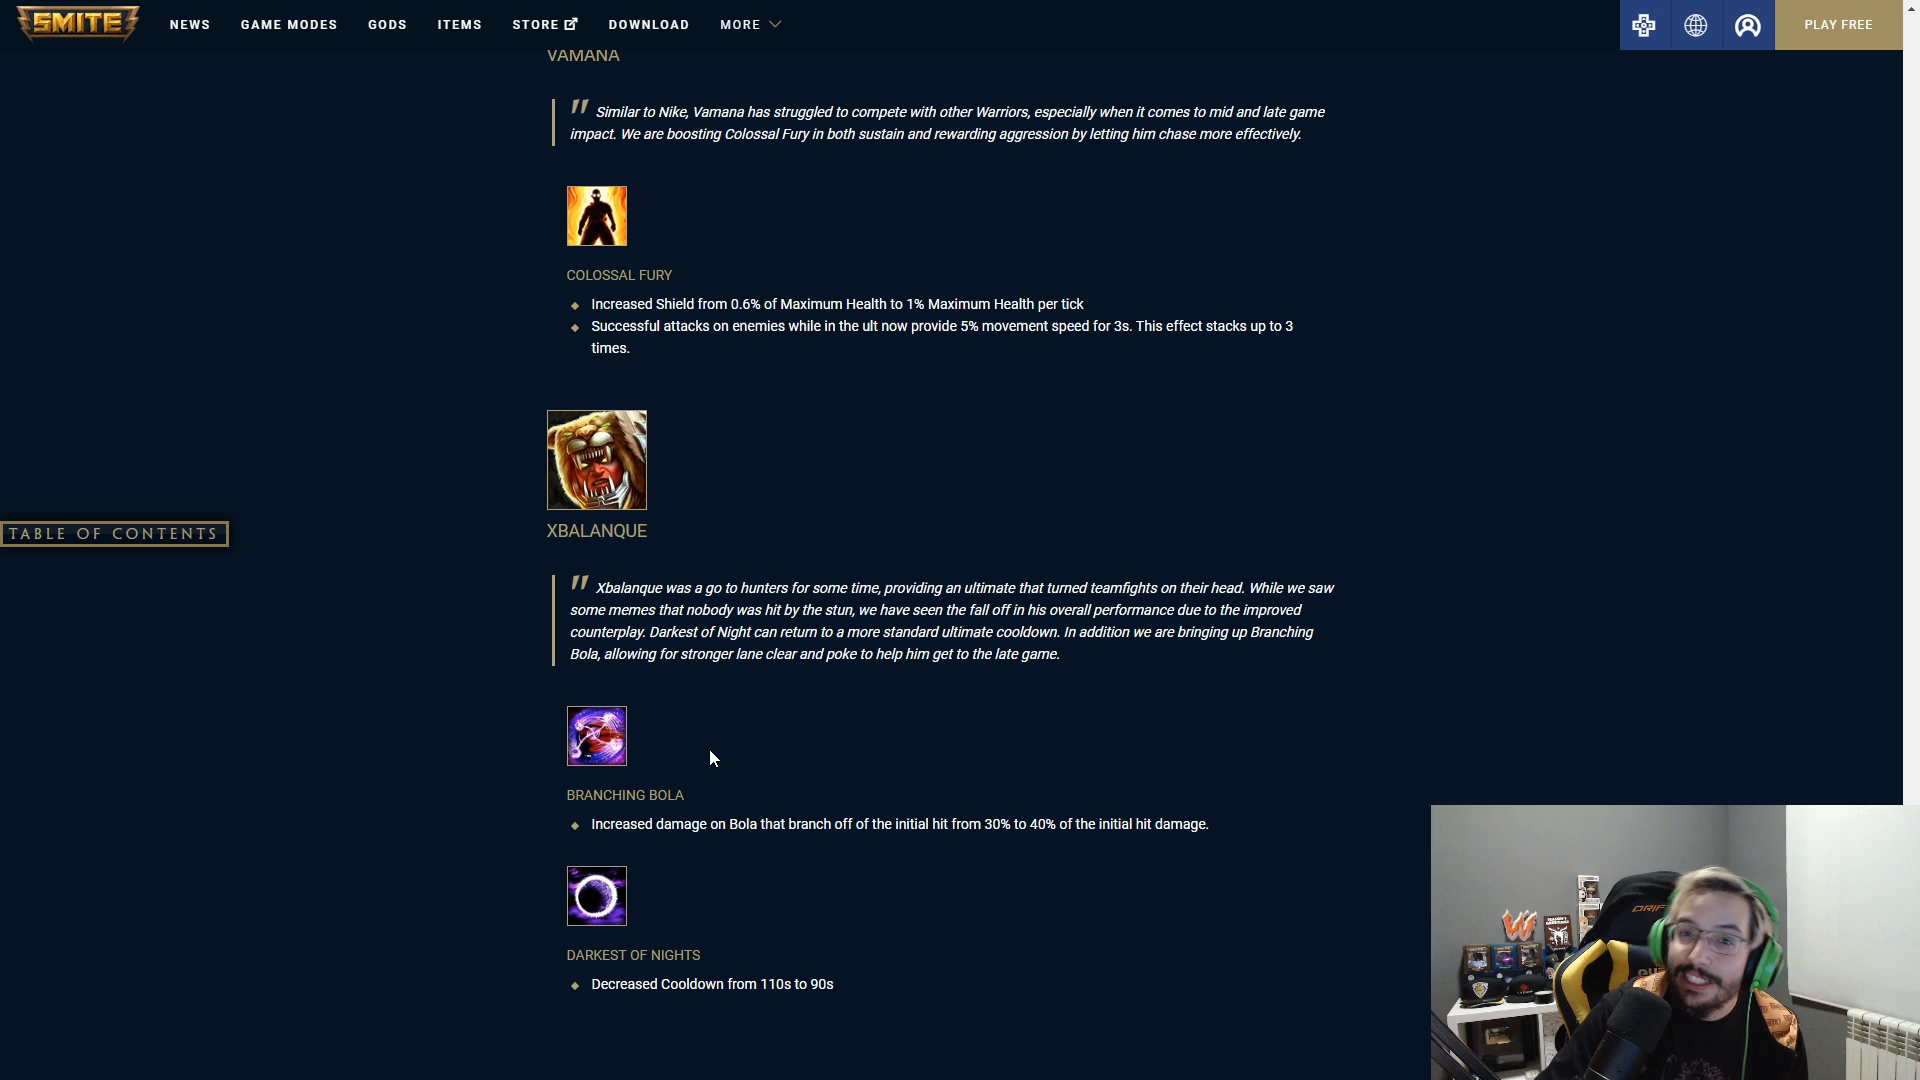 SMITE
NEWS
GAME MODES
GODS
ITEMS
STORE
DOWNLOAD
MORE
PLAY FREE
VAMANA
" Similar to Nike, Vamana has struggled to compete with other Warriors, especially when it comes to mid and late game
impact. We are boosting Colossal Fury in both sustain and rewarding aggression by letting him chase more effectively.
COLOSSAL FURY
Increased Shield from 0.6% of Maximum Health to 1% Maximum Health per tick
Successful attacks on enemies while in the ult now provide 5% movement speed for 3s. This effect stacks up to 3
times.
XBALANQUE
TABLE OF CONTENTS
" Xbalanque was a go to hunters for some time, providing an ultimate that turned teamfights on their head. While we saw
some memes that nobody was hit by the stun, we have seen the fall off in his overall performance due to the improved
counterplay. Darkest of Night can return to a more standard ultimate cooldown. In addition we are bringing up Branching
Bola, allowing for stronger lane clear and poke to help him get to the late game.
BRANCHING BOLA
Increased damage on Bola that branch off of the initial hit from 30% to 40% of the initial hit damage.
DARKEST OF NIGHTS
Decreased Cooldown from 110s to 90s